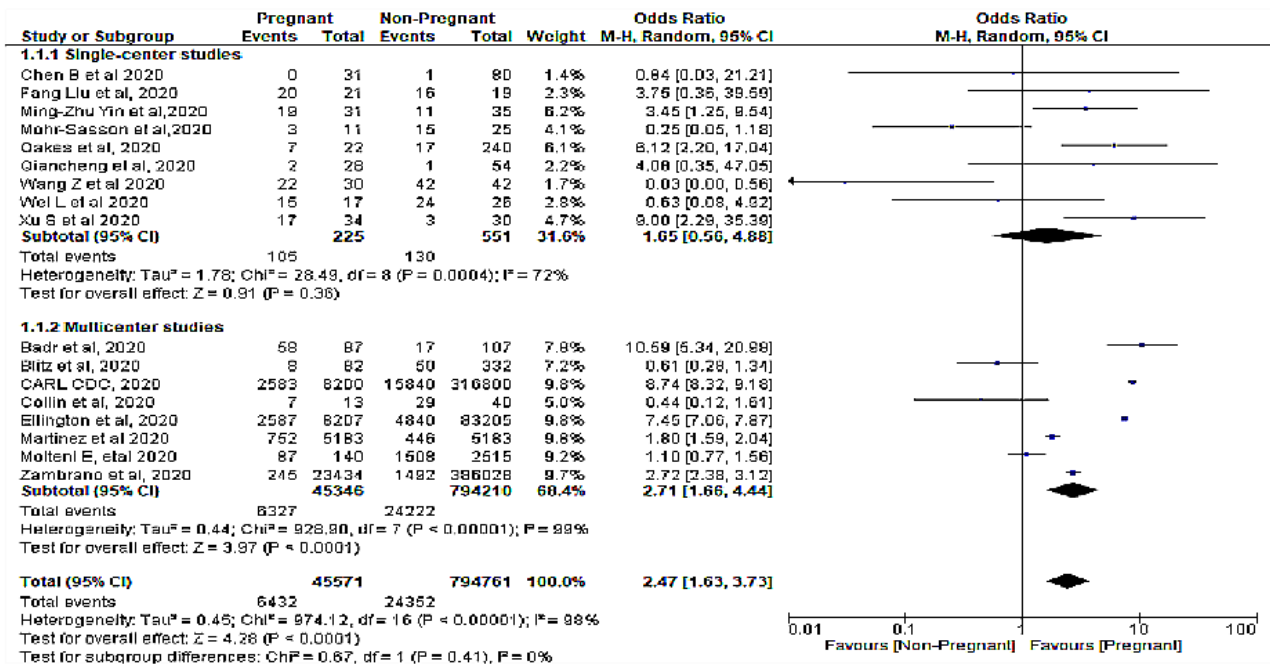 Pregnant Non-Pregnant Odds Ratio Odds Ratio
Study or Subgroup Events Total Events Total Weight M-H, Random, 95% CI M-H, Random, 95% CI
1.1.1 Single-center studies
Chen B et al 2020 0 31 1 80 1.4% 0.84 [0.03, 21.21]
Fang Liu et al, 2020 20 21 16 19 2.3% 3.75 [0.36, 39.59]
Ming-Zhu Yin et al,2020 19 31 11 35 6.2% 3.45 [1.25, 9.54]
Mohr-Sasson et al,2020 3 11 15 25 4.1% 0.25 [0.05, 1.18]
Oakes et al, 2020 7 22 17 240 6.1% 6.12 [2.20, 17.04]
Qiancheng et al, 2020 2 28 1 54 2.2% 4.08 [0.35, 47.05]
Wang Z et al 2020 22 30 42 42 1.7% 0.03 [0.00, 0.56]
Wei L et al 2020 15 17 24 26 2.8% 0.63 [0.08, 4.92]
Xu S et al 2020 17 34 3 30 4.7% 9.00 [2.29, 35.39]
Subtotal (95% CI) 225 551 31.6% 1.65 [0.56, 4.88]
Total events 105 130
Heterogeneity: Tau² = 1.78; Chi² = 28.49, df = 8 (P = 0.0004); I² = 72%
Test for overall effect: Z = 0.91 (P = 0.36)
1.1.2 Multicenter studies
Badr et al, 2020 58 87 17 107 7.8% 10.59 [5.34, 20.98]
Blitz et al, 2020 8 82 50 332 7.2% 0.61 [0.28, 1.34]
CARL CDC, 2020 2583 8200 15840 316800 9.8% 8.74 [8.32, 9.18]
Collin et al, 2020 7 13 29 40 5.0% 0.44 [0.12, 1.61]
Ellington et al, 2020 2587 8207 4840 83205 9.8% 7.45 [7.06, 7.87]
Martinez et al 2020 752 5183 446 5183 9.8% 1.80 [1.59, 2.04]
Molteni E, etal 2020 87 140 1508 2515 9.2% 1.10 [0.77, 1.56]
Zambrano et al, 2020 245 23434 1492 386028 9.7% 2.72 [2.38, 3.12]
Subtotal (95% CI) 45346 794210 68.4% 2.71 [1.66, 4.44]
Total events 6327 24222
Heterogeneity: Tau² = 0.44; Chi² = 928.90, df = 7 (P < 0.00001); I² = 99%
Test for overall effect: Z = 3.97 (P < 0.0001)
Total (95% CI) 45571 794761 100.0% 2.47 [1.63, 3.73]
Total events 6432 24352
Heterogeneity: Tau² = 0.45; Chi² = 974.12, df = 16 (P < 0.00001); I² = 98%
Test for overall effect: Z = 4.28 (P < 0.0001)
Test for subgroup differences: Chi² = 0.67, df = 1 (P = 0.41), I² = 0%
0.01 0.1 1 10 100
Favours [Non-Pregnant] Favours [Pregnant]